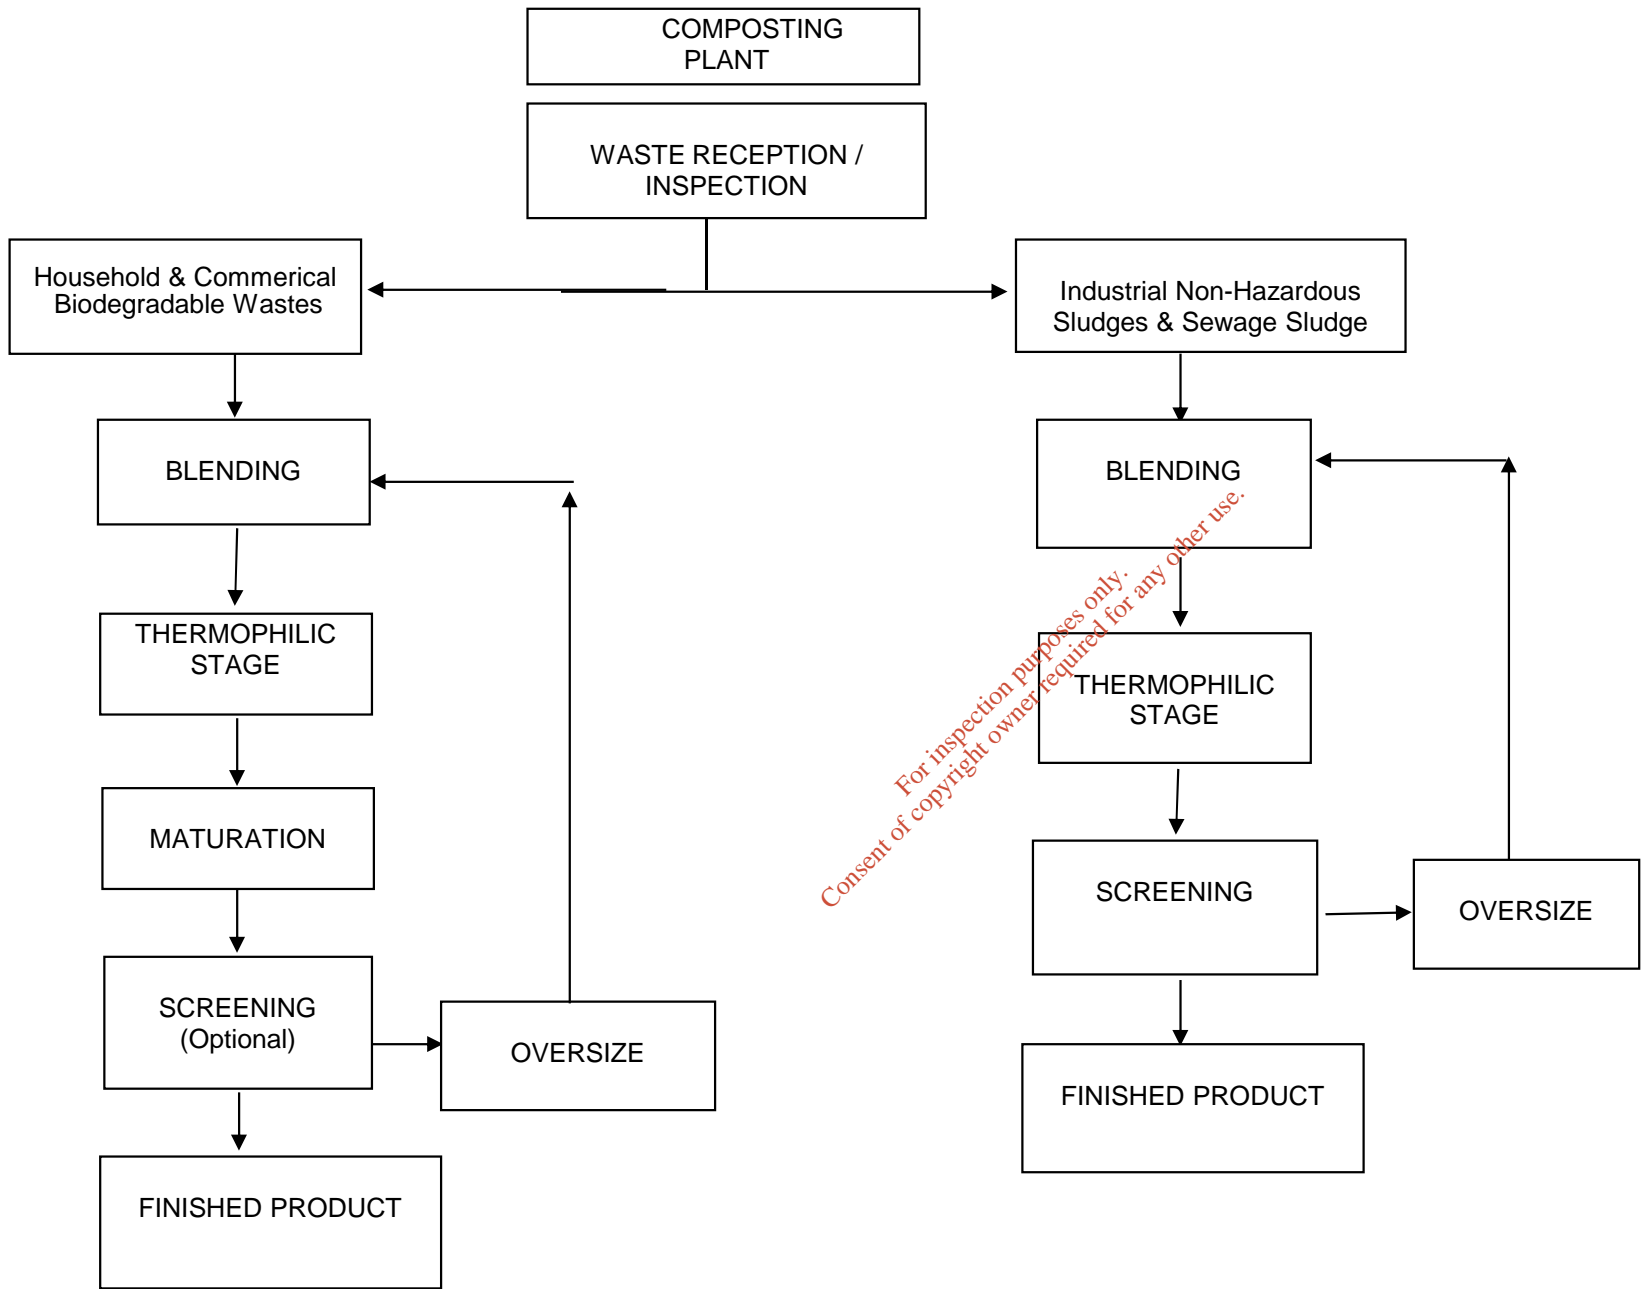 COMPOSTING
PLANT
WASTE RECEPTION /
INSPECTION
Household & Commerical
Biodegradable Wastes
BLENDING
THERMOPHILIC
STAGE
MATURATION
SCREENING
(Optional)
OVERSIZE
FINISHED PRODUCT
Industrial Non-Hazardous
Sludges & Sewage Sludge
BLENDING
THERMOPHILIC
STAGE
SCREENING
OVERSIZE
FINISHED PRODUCT
For inspection purposes only.
Consent of copyright owner required for any other use.